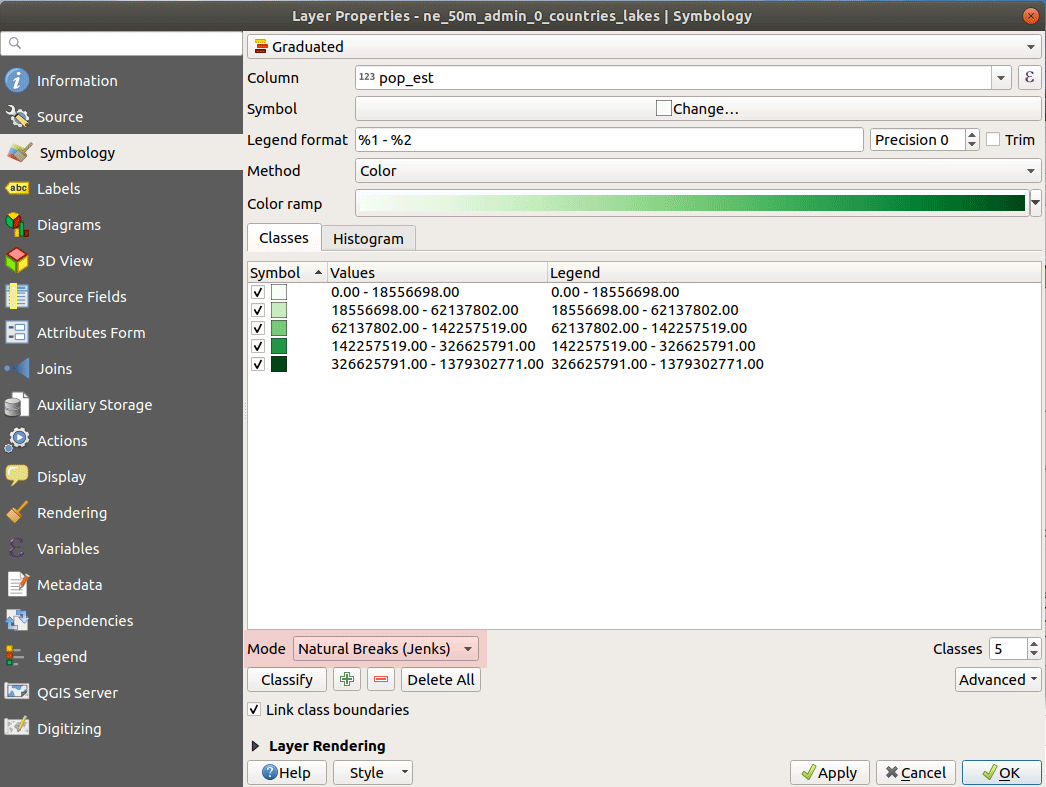 Layer Properties - ne_50m_admin_0_countries_lakes | Symbology
Information
Source
Symbology
abc Labels
Diagrams
3D View
Source Fields
Attributes Form
Joins
Auxiliary Storage
Actions
Display
Rendering
Variables
Metadata
Dependencies
Legend
QGIS Server
Digitizing
Graduated
Column 123 pop_est ε
Symbol Change...
Legend format %1 - %2 Precision 0 Trim
Method Color
Color ramp
Classes Histogram
Symbol Values Legend
0.00 - 18556698.00 0.00 - 18556698.00
18556698.00 - 62137802.00 18556698.00 - 62137802.00
62137802.00 - 142257519.00 62137802.00 - 142257519.00
142257519.00 - 326625791.00 142257519.00 - 326625791.00
326625791.00 - 1379302771.00 326625791.00 - 1379302771.00
Mode Natural Breaks (Jenks) Classes 5
Classify Delete All Advanced
Link class boundaries
Layer Rendering
Help Style Apply Cancel OK